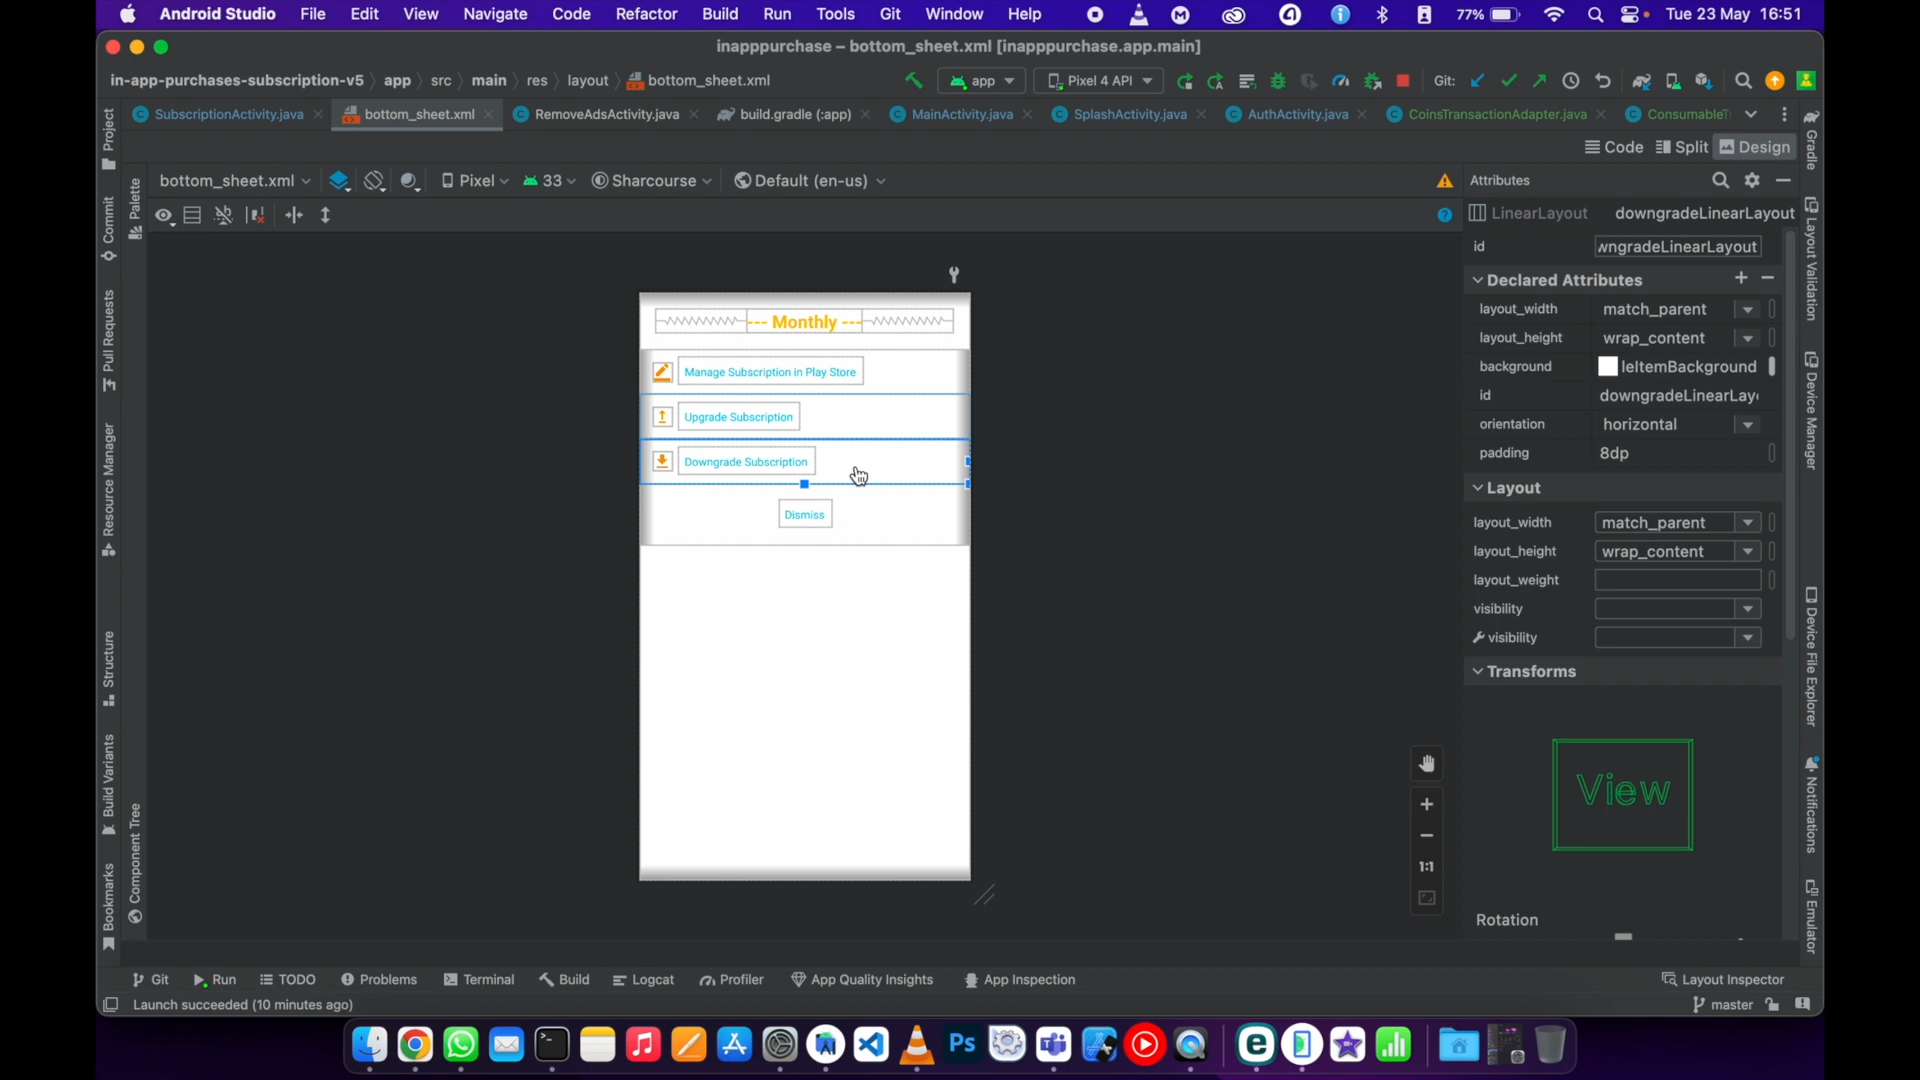 Android Studio File Edit View Navigate Code Refactor Build Run Tools Git Window Help 77% Tue 23 May 16:51
inapppurchase – bottom_sheet.xml [inapppurchase.app.main]
in-app-purchases-subscription-v5 app src main res layout bottom_sheet.xml app Pixel 4 API Git:
SubscriptionActivity.java bottom_sheet.xml RemoveAdsActivity.java build.gradle (:app) MainActivity.java SplashActivity.java AuthActivity.java CoinsTransactionAdapter.java
Code Split Design
bottom_sheet.xml Pixel 33 Sharcourse Default (en-us) Attributes
LinearLayout downgradeLinearLayout
id wngradeLinearLayout
Declared Attributes
layout_width match_parent
layout_height wrap_content
background leItemBackground
id downgradeLinearLay
orientation horizontal
padding 8dp
Layout
layout_width match_parent
layout_height wrap_content
layout_weight
visibility
visibility
Transforms
View
Rotation
--- Monthly ---
Manage Subscription in Play Store
Upgrade Subscription
Downgrade Subscription
Dismiss
1:1
Project
Commit
Pull Requests
Resource Manager
Structure
Build Variants
Bookmarks
Palette
Component Tree
Gradle
Layout Validation
Device Manager
Device File Explorer
Notifications
Emulator
Git Run TODO Problems Terminal Build Logcat Profiler App Quality Insights App Inspection Layout Inspector
Launch succeeded (10 minutes ago) master
Ps